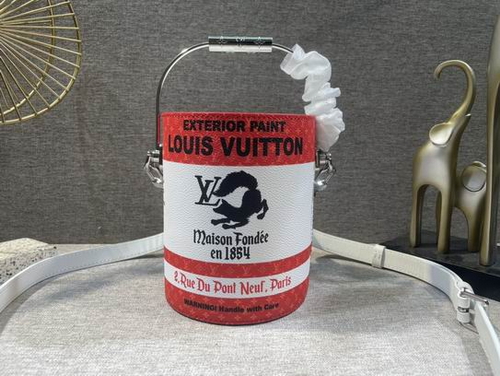 EXTERIOR PAINT
LOUIS VUITTON
LV
Maison Fondée
en 1854
2, Rue Du Pont Neuf, Paris
WARNING! Handle with Care